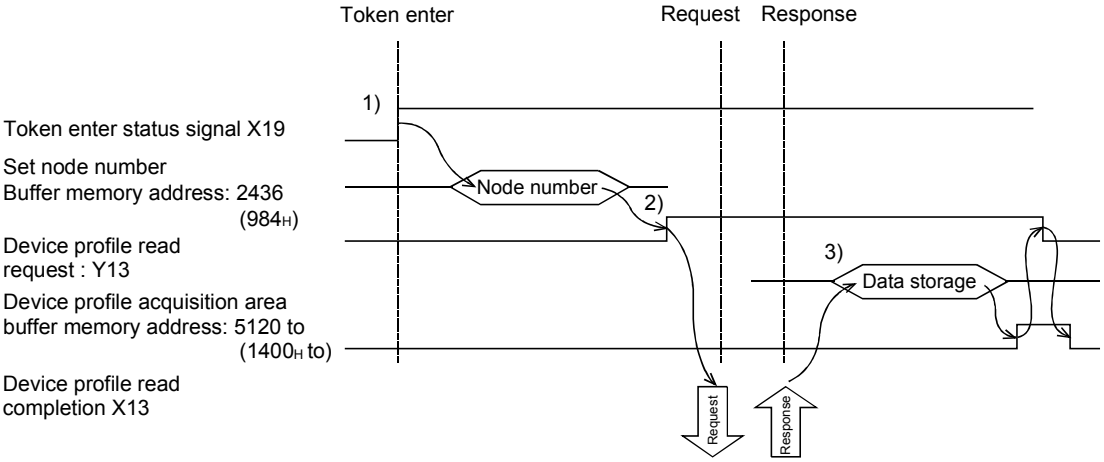 Token enter
Request Response
1)
Token enter status signal X19
Set node number
Buffer memory address: 2436
(984H)
Node number
2)
Device profile read
request : Y13
3)
Data storage
Device profile acquisition area
buffer memory address: 5120 to
(1400H to)
Device profile read
completion X13
Request
Response